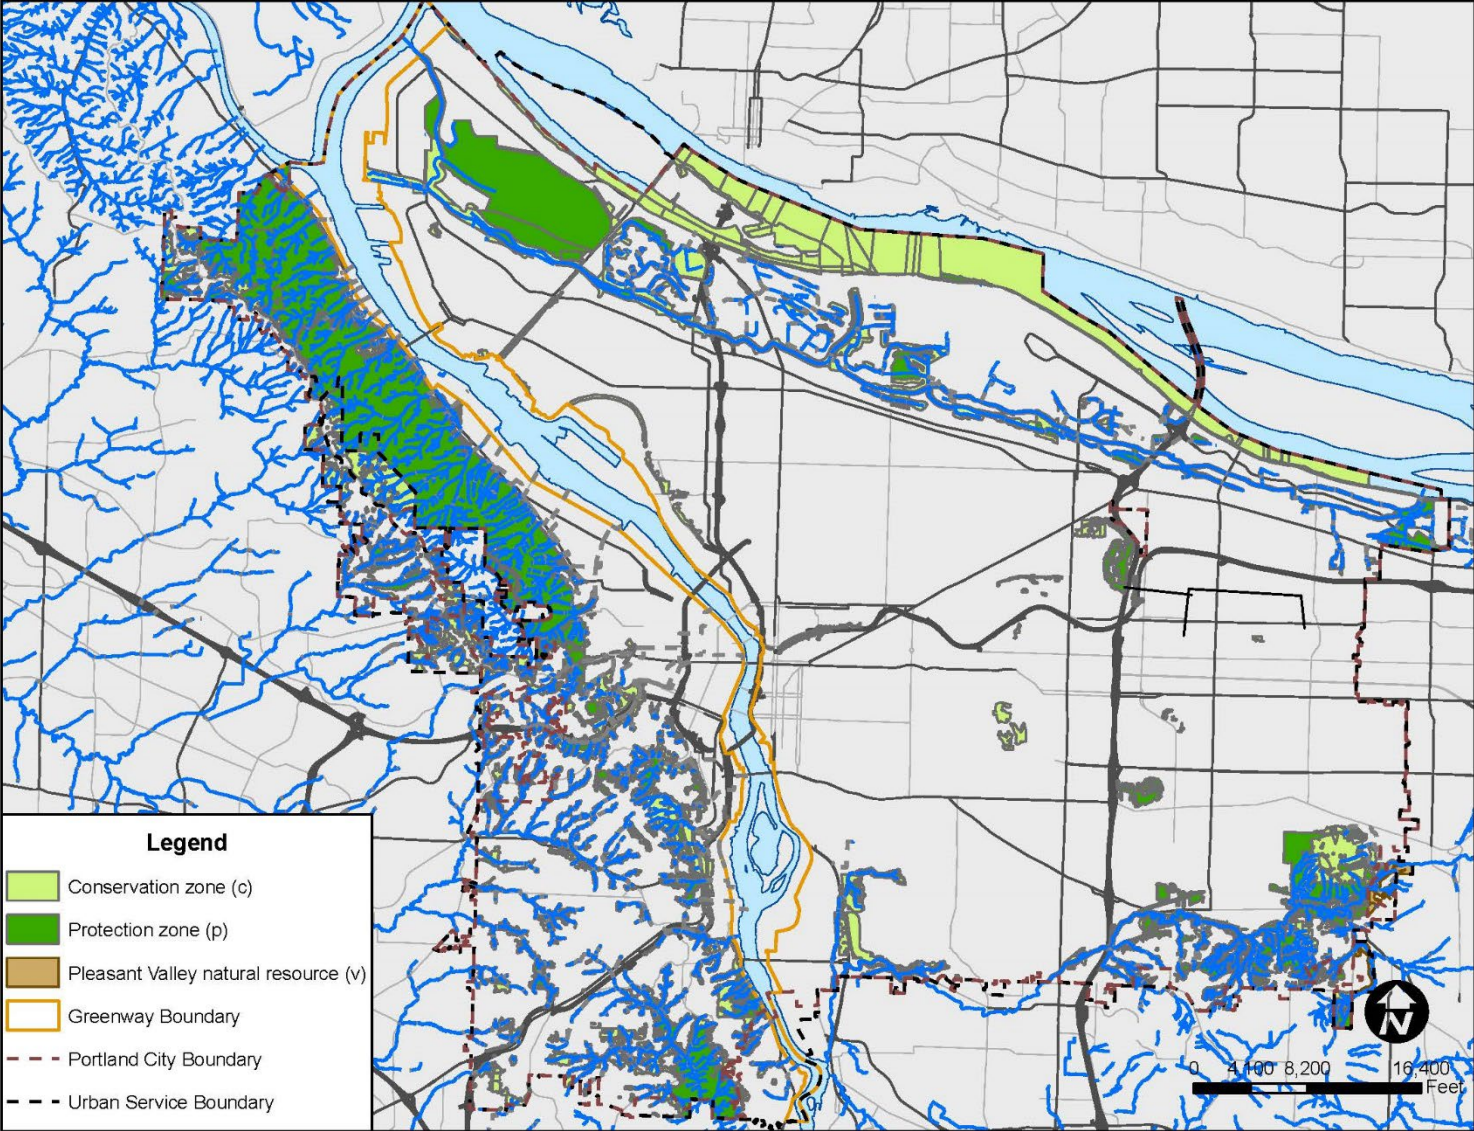 Legend
Conservation zone (c)
Protection zone (p)
Pleasant Valley natural resource (v)
Greenway Boundary
Portland City Boundary
Urban Service Boundary
N
0 4,100 8,200 16,400
Feet